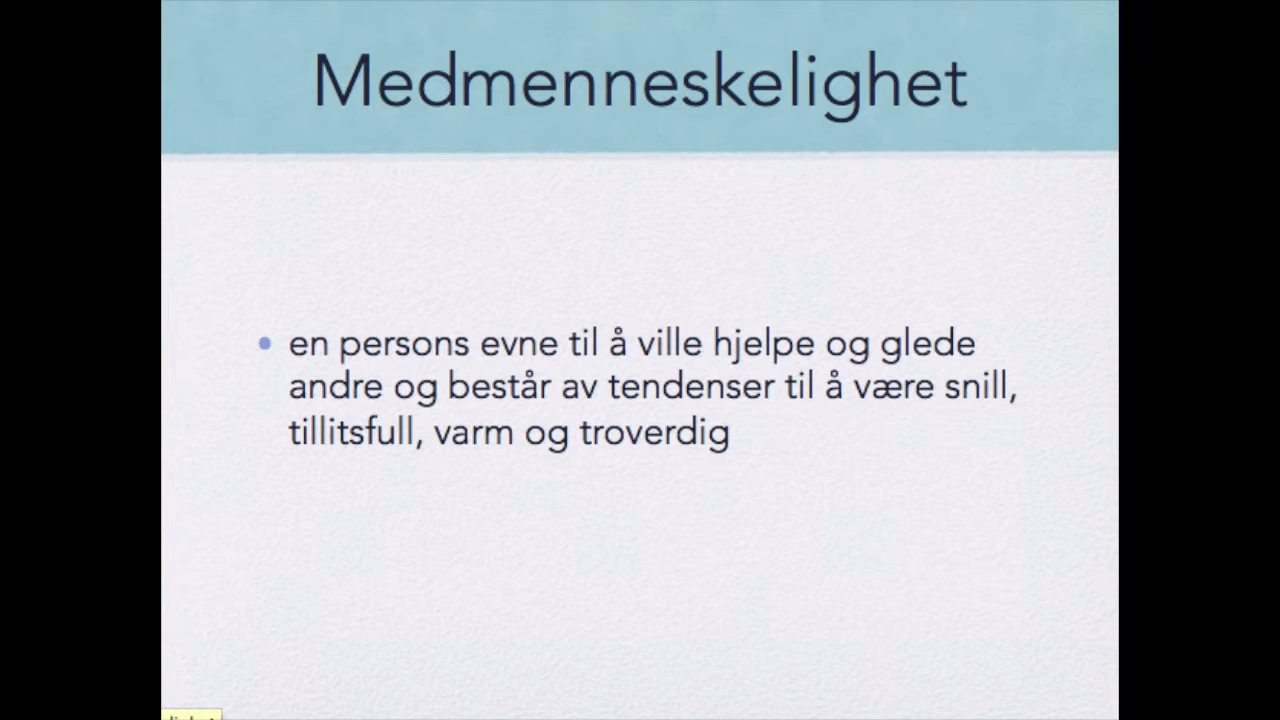 Medmenneskelighet
• en persons evne til å ville hjelpe og glede
andre og består av tendenser til å være snill,
tillitsfull, varm og troverdig